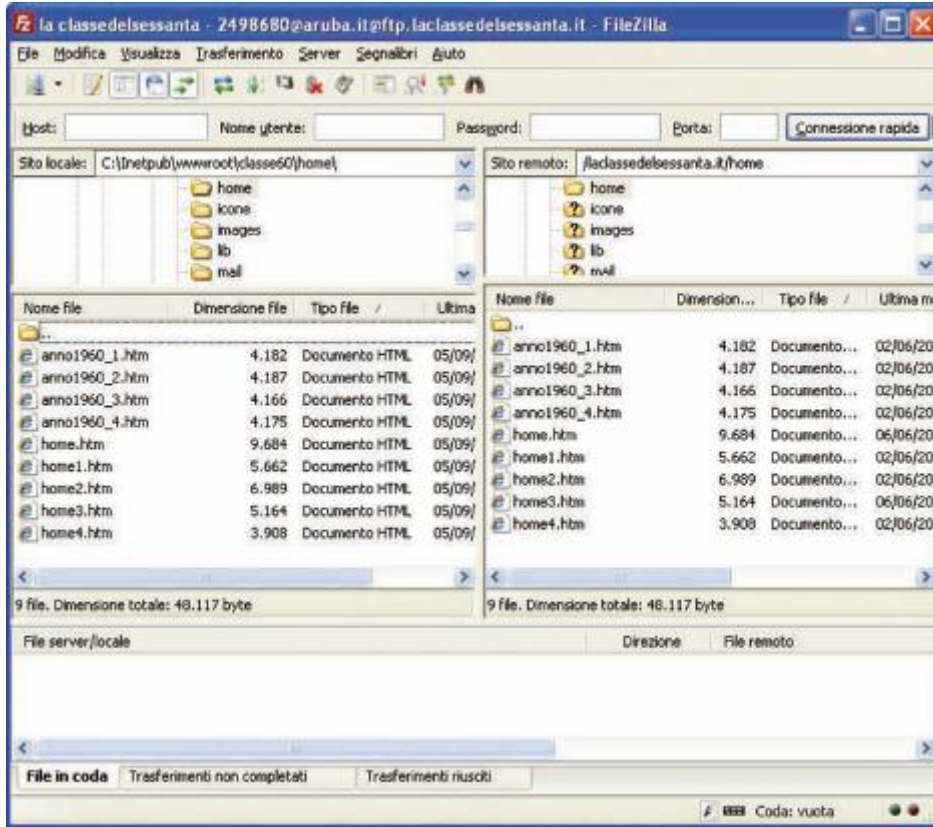 la classedelsessanta - 2498680@aruba.it@ftp.laclassedelsessanta.it - FileZilla
File Modifica Visualizza Trasferimento Server Segnalibri Aiuto
Host: Nome utente: Password: Porta: Connessione rapida
Sito locale: C:\Inetpub\wwwroot\classe60\home\
home
icone
images
lib
mail
Nome file Dimensione file Tipo file / Ultima
..
anno1960_1.htm 4.182 Documento HTML 05/09/
anno1960_2.htm 4.187 Documento HTML 05/09/
anno1960_3.htm 4.166 Documento HTML 05/09/
anno1960_4.htm 4.175 Documento HTML 05/09/
home.htm 9.684 Documento HTML 05/09/
home1.htm 5.662 Documento HTML 05/09/
home2.htm 6.989 Documento HTML 05/09/
home3.htm 5.164 Documento HTML 05/09/
home4.htm 3.908 Documento HTML 05/09/
9 file. Dimensione totale: 48.117 byte
Sito remoto: /laclassedelsessanta.it/home
home
icone
images
lib
mail
Nome file Dimension... Tipo file / Ultima m
..
anno1960_1.htm 4.182 Documento... 02/06/20
anno1960_2.htm 4.187 Documento... 02/06/20
anno1960_3.htm 4.166 Documento... 02/06/20
anno1960_4.htm 4.175 Documento... 02/06/20
home.htm 9.684 Documento... 06/06/20
home1.htm 5.662 Documento... 02/06/20
home2.htm 6.989 Documento... 02/06/20
home3.htm 5.164 Documento... 06/06/20
home4.htm 3.908 Documento... 02/06/20
9 file. Dimensione totale: 48.117 byte
File server/locale Direzione File remoto
File in coda Trasferimenti non completati Trasferimenti riusciti
Coda: vuota